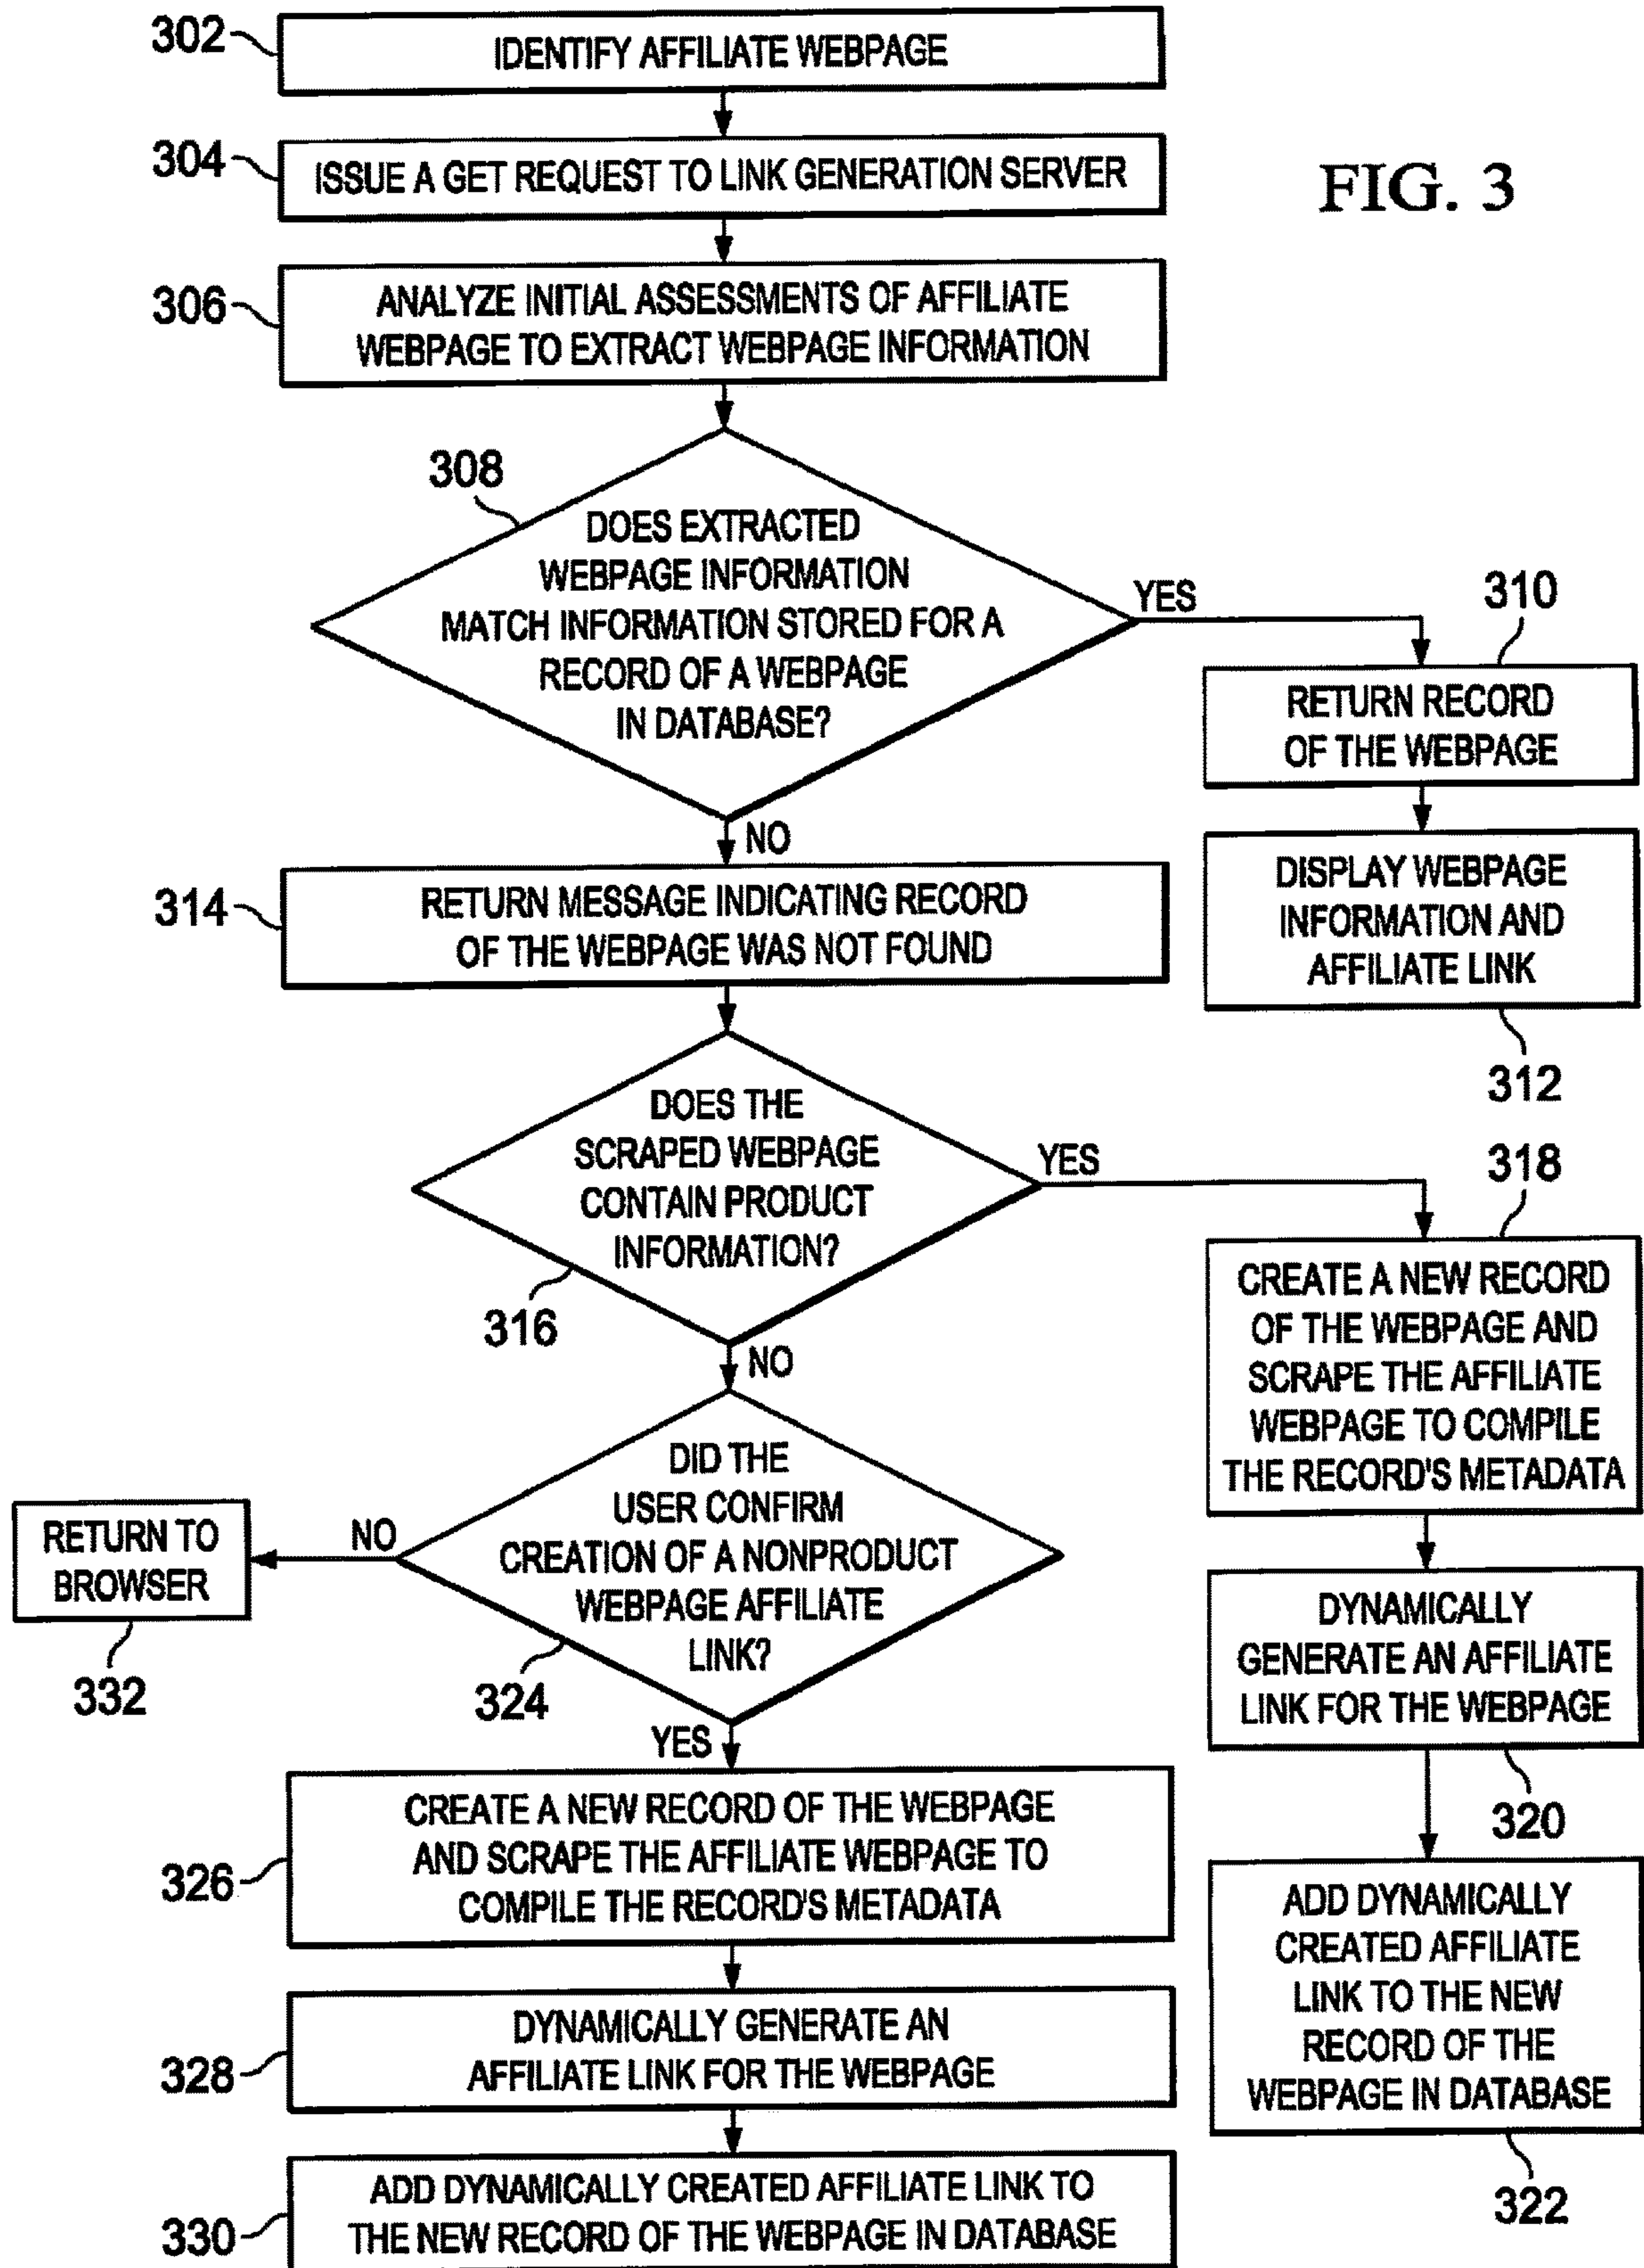 302
IDENTIFY AFFILIATE WEBPAGE
304
ISSUE A GET REQUEST TO LINK GENERATION SERVER
FIG. 3
306
ANALYZE INITIAL ASSESSMENTS OF AFFILIATE
WEBPAGE TO EXTRACT WEBPAGE INFORMATION
308
DOES EXTRACTED
WEBPAGE INFORMATION
MATCH INFORMATION STORED FOR A
RECORD OF A WEBPAGE
IN DATABASE?
YES
310
RETURN RECORD
OF THE WEBPAGE
DISPLAY WEBPAGE
INFORMATION AND
AFFILIATE LINK
312
NO
314
RETURN MESSAGE INDICATING RECORD
OF THE WEBPAGE WAS NOT FOUND
DOES THE
SCRAPED WEBPAGE
CONTAIN PRODUCT
INFORMATION?
316
YES
318
CREATE A NEW RECORD
OF THE WEBPAGE AND
SCRAPE THE AFFILIATE
WEBPAGE TO COMPILE
THE RECORD'S METADATA
DYNAMICALLY
GENERATE AN AFFILIATE
LINK FOR THE WEBPAGE
320
ADD DYNAMICALLY
CREATED AFFILIATE
LINK TO THE NEW
RECORD OF THE
WEBPAGE IN DATABASE
322
NO
DID THE
USER CONFIRM
CREATION OF A NONPRODUCT
WEBPAGE AFFILIATE
LINK?
324
NO
RETURN TO
BROWSER
332
YES
326
CREATE A NEW RECORD OF THE WEBPAGE
AND SCRAPE THE AFFILIATE WEBPAGE TO
COMPILE THE RECORD'S METADATA
328
DYNAMICALLY GENERATE AN
AFFILIATE LINK FOR THE WEBPAGE
330
ADD DYNAMICALLY CREATED AFFILIATE LINK TO
THE NEW RECORD OF THE WEBPAGE IN DATABASE